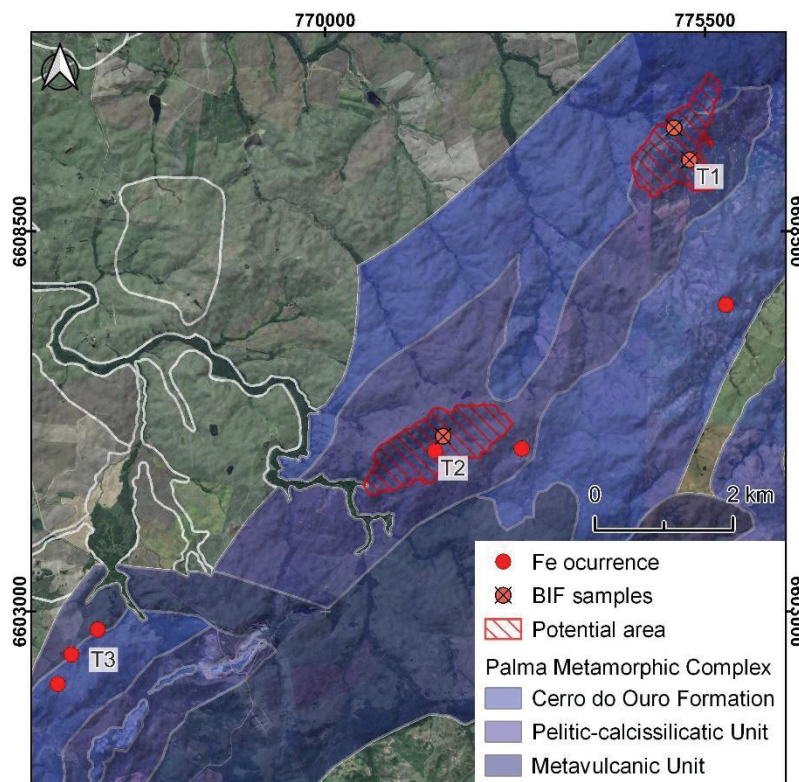 770000
775500
6608500
6608500
T1
T2
0
2 km
6603000
6603000
T3
Fe ocurrence
BIF samples
Potential area
Palma Metamorphic Complex
Cerro do Ouro Formation
Pelitic-calcissilicatic Unit
Metavulcanic Unit